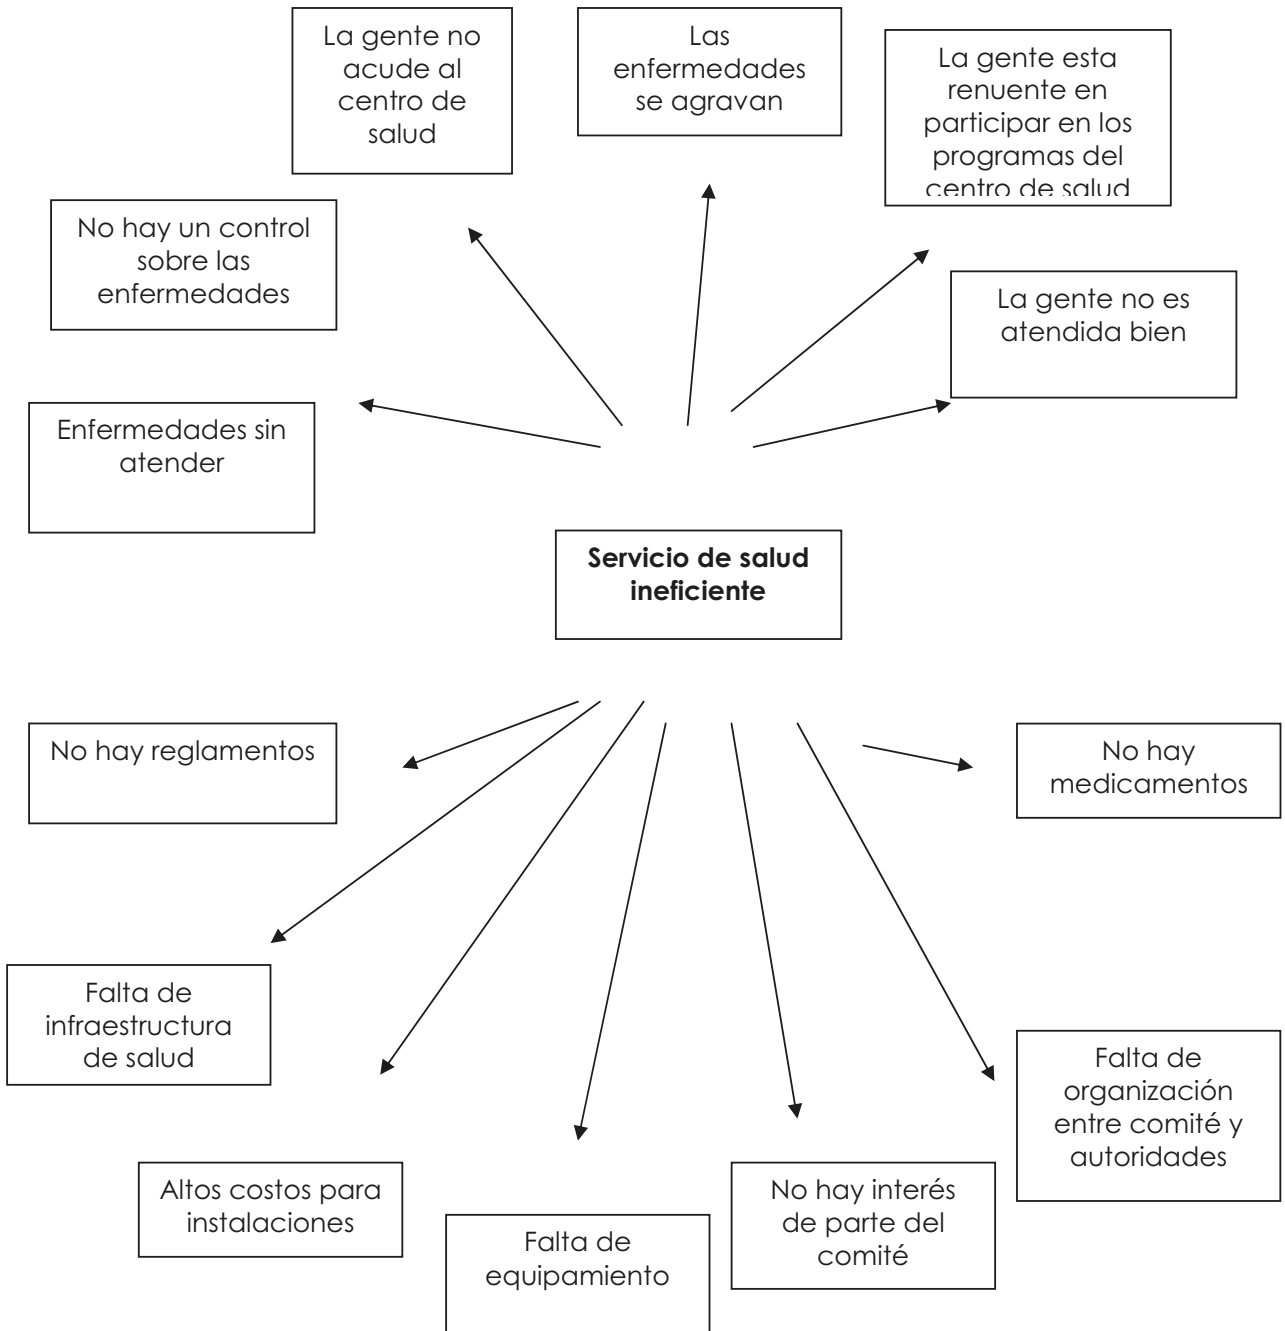 La gente no
acude al
centro de
salud
Las
enfermedades
se agravan
La gente esta
renuente en
participar en los
programas del
centro de salud
No hay un control
sobre las
enfermedades
La gente no es
atendida bien
Enfermedades sin
atender
Servicio de salud
ineficiente
No hay reglamentos
No hay
medicamentos
Falta de
infraestructura
de salud
Falta de
organización
entre comité y
autoridades
Altos costos para
instalaciones
No hay interés
de parte del
comité
Falta de
equipamiento